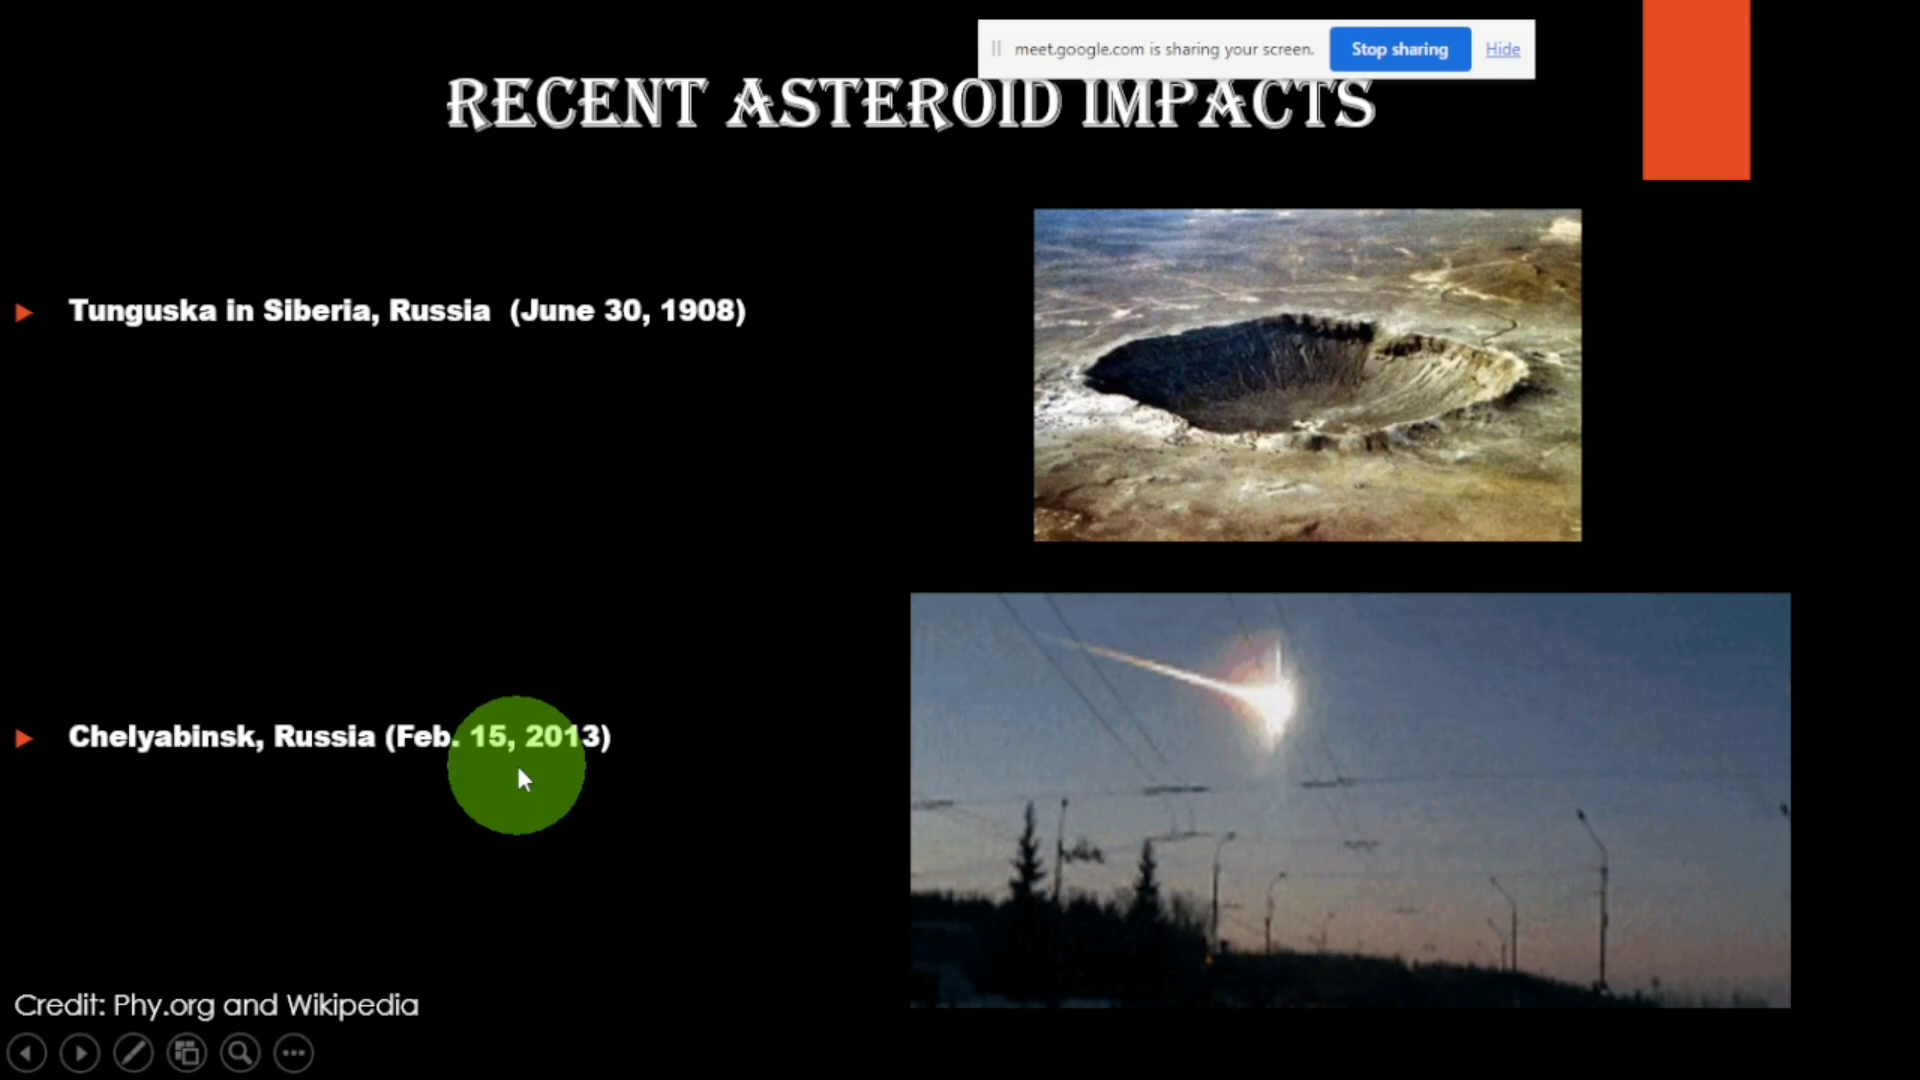 meet.google.com is sharing your screen. Stop sharing Hide
RECENT ASTEROID IMPACTS
Tunguska in Siberia, Russia (June 30, 1908)
Chelyabinsk, Russia (Feb. 15, 2013)
Credit: Phy.org and Wikipedia